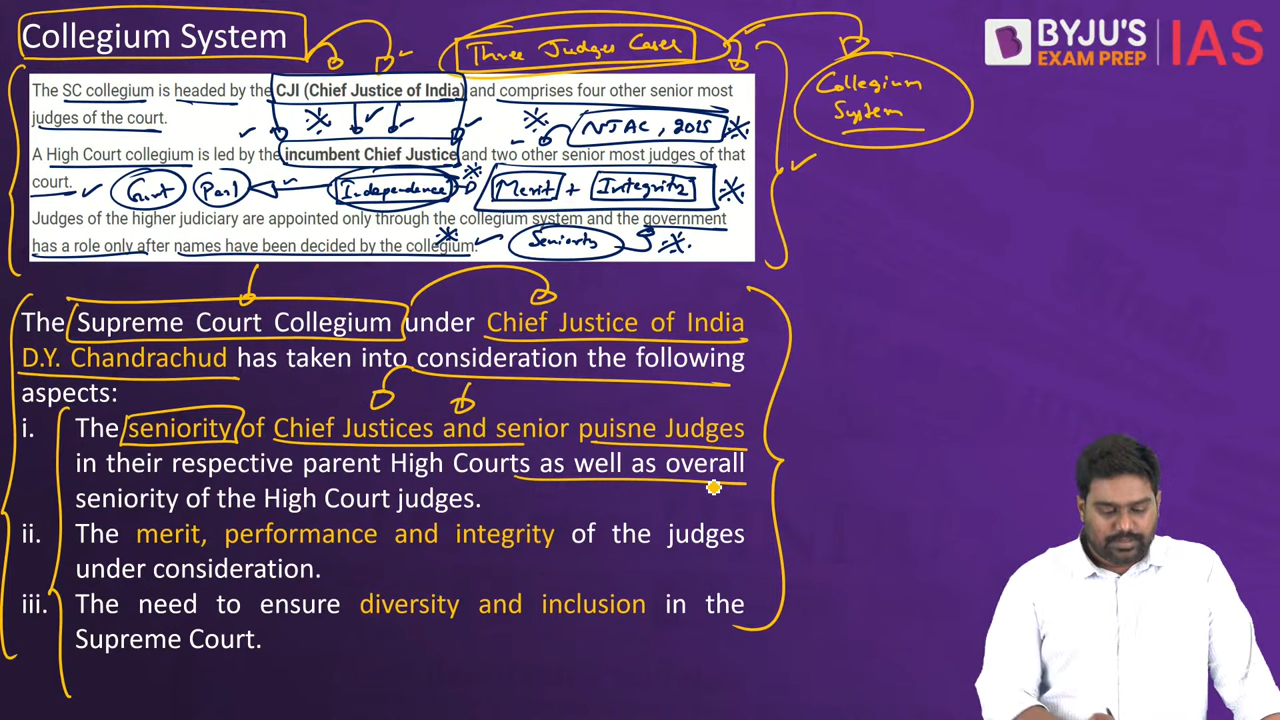 Collegium System
Three Judges Cases
BYJU'S
EXAM PREP
IAS
Collegium
System
The SC collegium is headed by the CJI (Chief Justice of India) and comprises four other senior most
judges of the court.
NJAC, 2015
A High Court collegium is led by the incumbent Chief Justice and two other senior most judges of that
court.
Independence
Merit + Integrity
Judges of the higher judiciary are appointed only through the collegium system and the government
has a role only after names have been decided by the collegium.
The Supreme Court Collegium under Chief Justice of India
D.Y. Chandrachud has taken into consideration the following
aspects:
i. The seniority of Chief Justices and senior puisne Judges
in their respective parent High Courts as well as overall
seniority of the High Court judges.
ii. The merit, performance and integrity of the judges
under consideration.
iii. The need to ensure diversity and inclusion in the
Supreme Court.